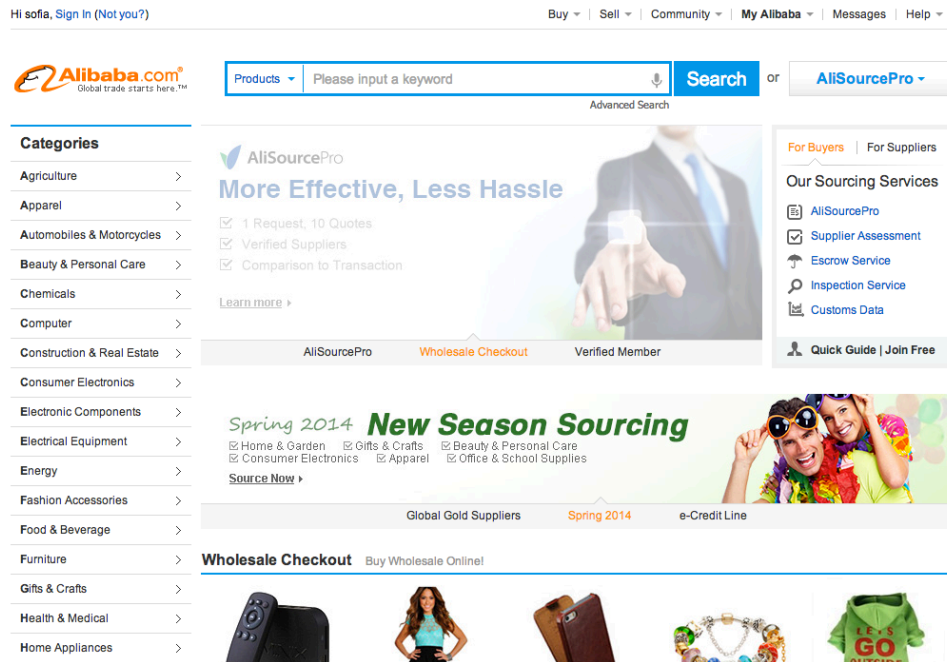 Hi sofia, Sign In (Not you?)
Buy Sell Community My Alibaba Messages Help
Alibaba.com®
Global trade starts here.™
Products Please input a keyword Search or AliSourcePro
Advanced Search
Categories
Agriculture
Apparel
Automobiles & Motorcycles
Beauty & Personal Care
Chemicals
Computer
Construction & Real Estate
Consumer Electronics
Electronic Components
Electrical Equipment
Energy
Fashion Accessories
Food & Beverage
Furniture
Gifts & Crafts
Health & Medical
Home Appliances
AliSourcePro
More Effective, Less Hassle
1 Request, 10 Quotes
Verified Suppliers
Comparison to Transaction
Learn more
AliSourcePro Wholesale Checkout Verified Member
For Buyers For Suppliers
Our Sourcing Services
AliSourcePro
Supplier Assessment
Escrow Service
Inspection Service
Customs Data
Quick Guide | Join Free
Spring 2014 New Season Sourcing
Home & Garden Gifts & Crafts Beauty & Personal Care
Consumer Electronics Apparel Office & School Supplies
Source Now
Global Gold Suppliers Spring 2014 e-Credit Line
Wholesale Checkout Buy Wholesale Online!
LET'S
GO
OUTSIDE